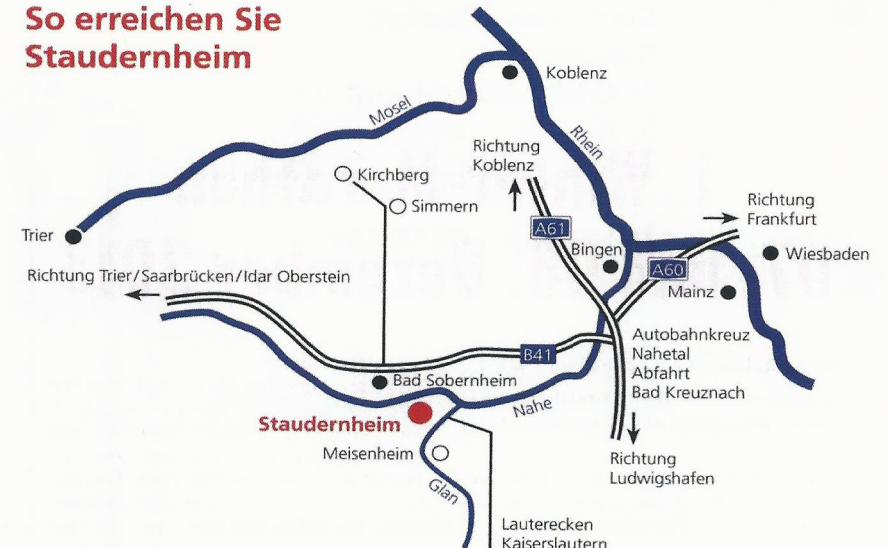 So erreichen Sie
Staudernheim
Koblenz
Mosel
Rhein
Richtung
Koblenz
Kirchberg
Simmern
Richtung
Frankfurt
Trier
A61
Bingen
Wiesbaden
A60
Mainz
Richtung Trier/Saarbrücken/Idar Oberstein
Autobahnkreuz
Nahetal
Abfahrt
Bad Kreuznach
B41
Bad Sobernheim
Nahe
Staudernheim
Meisenheim
Glan
Richtung
Ludwigshafen
Lauterecken
Kaiserslautern